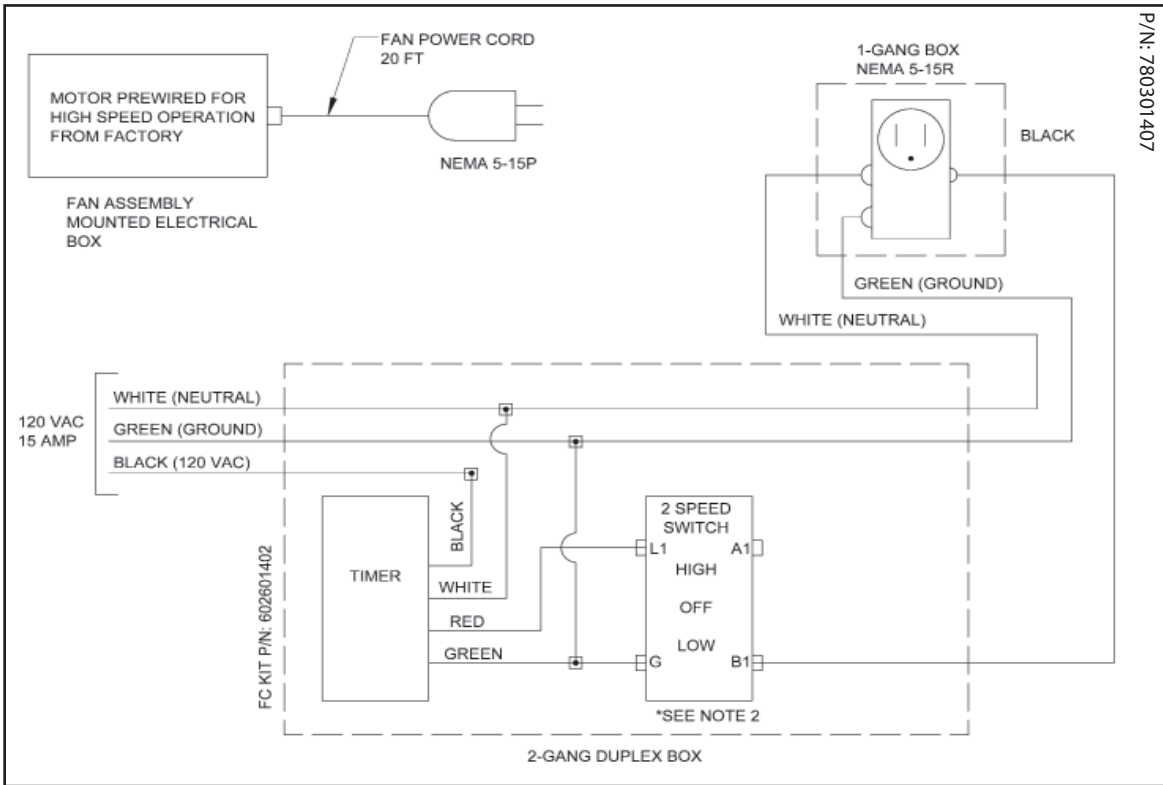 FAN POWER CORD
20 FT
MOTOR PREWIRED FOR
HIGH SPEED OPERATION
FROM FACTORY
NEMA 5-15P
FAN ASSEMBLY
MOUNTED ELECTRICAL
BOX
1-GANG BOX
NEMA 5-15R
BLACK
P/N: 780301407
GREEN (GROUND)
WHITE (NEUTRAL)
120 VAC
15 AMP
WHITE (NEUTRAL)
GREEN (GROUND)
BLACK (120 VAC)
FC KIT P/N: 602601402
TIMER
BLACK
WHITE
RED
GREEN
2 SPEED
SWITCH
L1 A1
HIGH
OFF
LOW
G B1
*SEE NOTE 2
2-GANG DUPLEX BOX